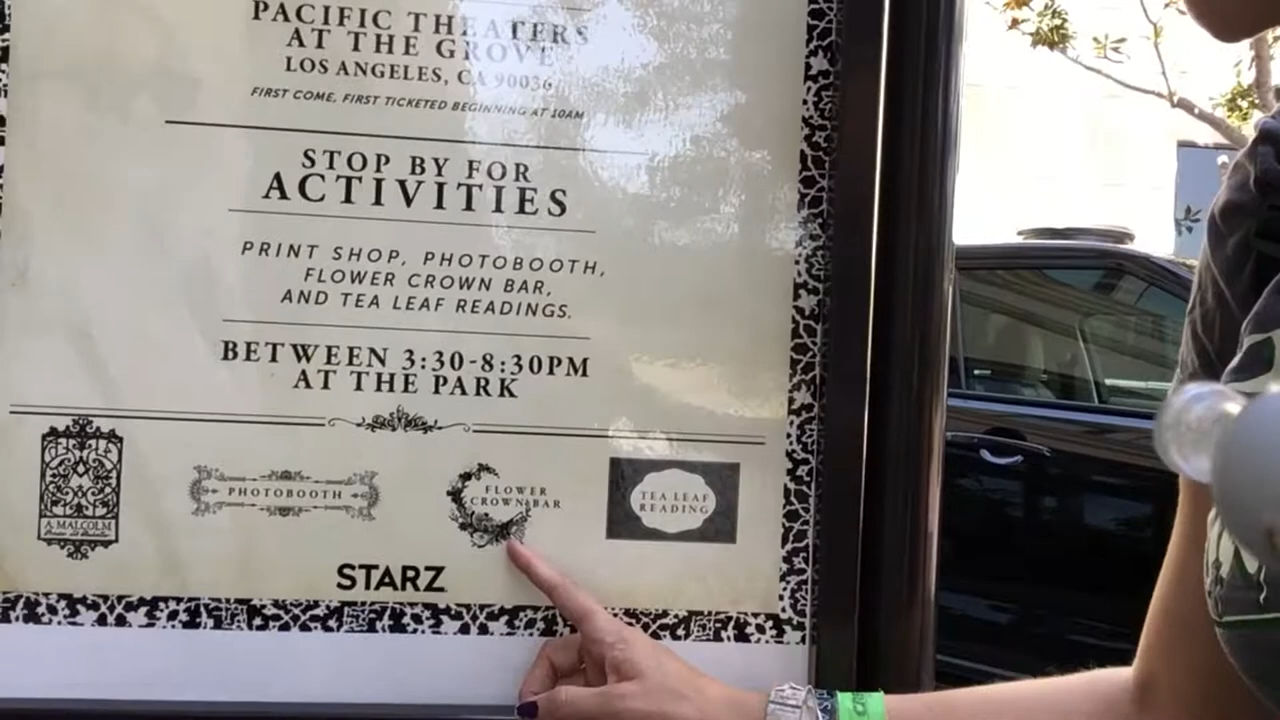 PACIFIC THEATERS
AT THE GROVE
LOS ANGELES, CA 90036
FIRST COME, FIRST TICKETED BEGINNING AT 10AM
STOP BY FOR
ACTIVITIES
PRINT SHOP, PHOTOBOOTH,
FLOWER CROWN BAR,
AND TEA LEAF READINGS.
BETWEEN 3:30-8:30PM
AT THE PARK
A. MALCOLM
PHOTOBOOTH
FLOWER
CROWN BAR
TEA LEAF
READING
STARZ